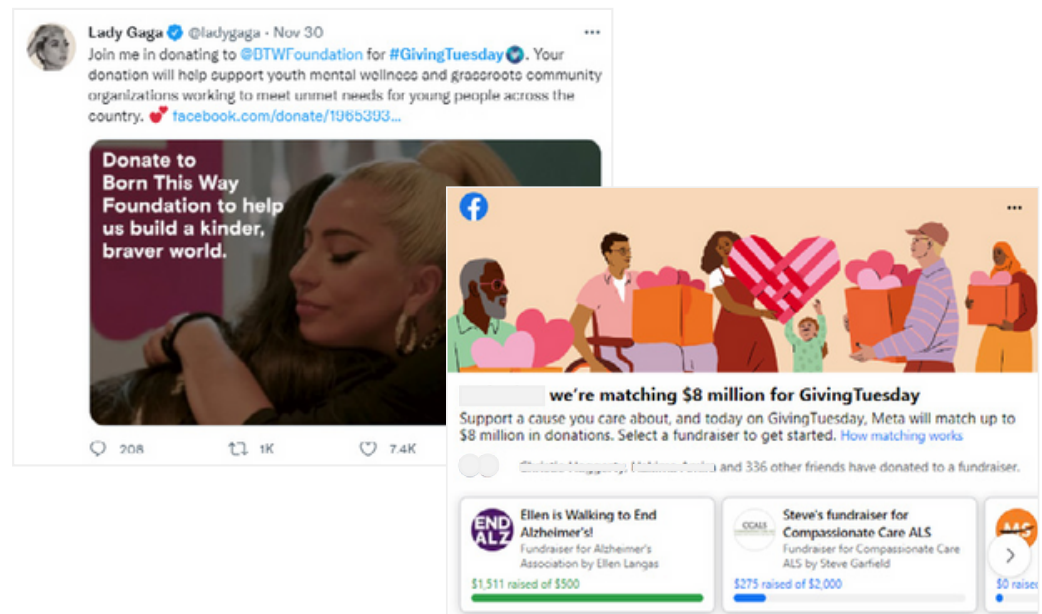 Lady Gaga @ladygaga · Nov 30
Join me in donating to @BTWFoundation for #GivingTuesday. Your
donation will help support youth mental wellness and grassroots community
organizations working to meet unmet needs for young people across the
country. 💕 facebook.com/donate/1965393...
Donate to
Born This Way
Foundation to help
us build a kinder,
braver world.
208 1K 7.4K
we're matching $8 million for GivingTuesday
Support a cause you care about, and today on GivingTuesday, Meta will match up to
$8 million in donations. Select a fundraiser to get started. How matching works
and 336 other friends have donated to a fundraiser.
END
ALZ
Ellen is Walking to End
Alzheimer's!
Fundraiser for Alzheimer's
Association by Ellen Langas
$1,511 raised of $500
CCALS
Steve's fundraiser for
Compassionate Care ALS
Fundraiser for Compassionate Care
ALS by Steve Garfield
$275 raised of $2,000
MS
$0 raised